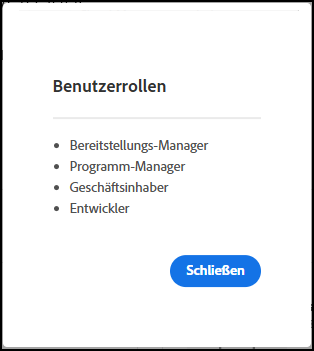 Benutzerrollen
Bereitstellungs-Manager
Programm-Manager
Geschäftsinhaber
Entwickler
Schließen